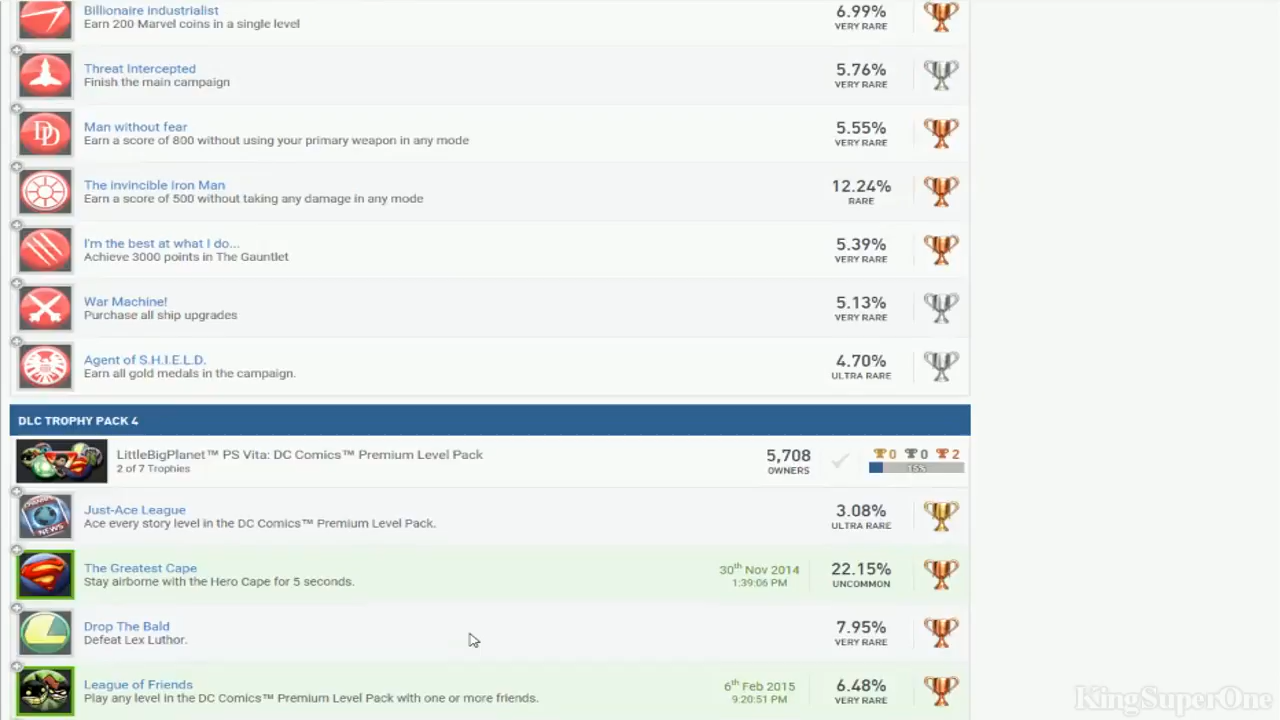 Billionaire industrialist
Earn 200 Marvel coins in a single level
6.99%
VERY RARE
Threat Intercepted
Finish the main campaign
5.76%
VERY RARE
DD
Man without fear
Earn a score of 800 without using your primary weapon in any mode
5.55%
VERY RARE
The invincible Iron Man
Earn a score of 500 without taking any damage in any mode
12.24%
RARE
I'm the best at what I do...
Achieve 3000 points in The Gauntlet
5.39%
VERY RARE
War Machine!
Purchase all ship upgrades
5.13%
VERY RARE
Agent of S.H.I.E.L.D.
Earn all gold medals in the campaign.
4.70%
ULTRA RARE
DLC TROPHY PACK 4
LittleBigPlanet™ PS Vita: DC Comics™ Premium Level Pack
2 of 7 Trophies
5,708
OWNERS
0 0 2
15%
NEWS
Just-Ace League
Ace every story level in the DC Comics™ Premium Level Pack.
3.08%
ULTRA RARE
The Greatest Cape
Stay airborne with the Hero Cape for 5 seconds.
30th Nov 2014
1:39:06 PM
22.15%
UNCOMMON
Drop The Bald
Defeat Lex Luthor.
7.95%
VERY RARE
League of Friends
Play any level in the DC Comics™ Premium Level Pack with one or more friends.
6th Feb 2015
9:20:51 PM
6.48%
VERY RARE
KingSuperOne